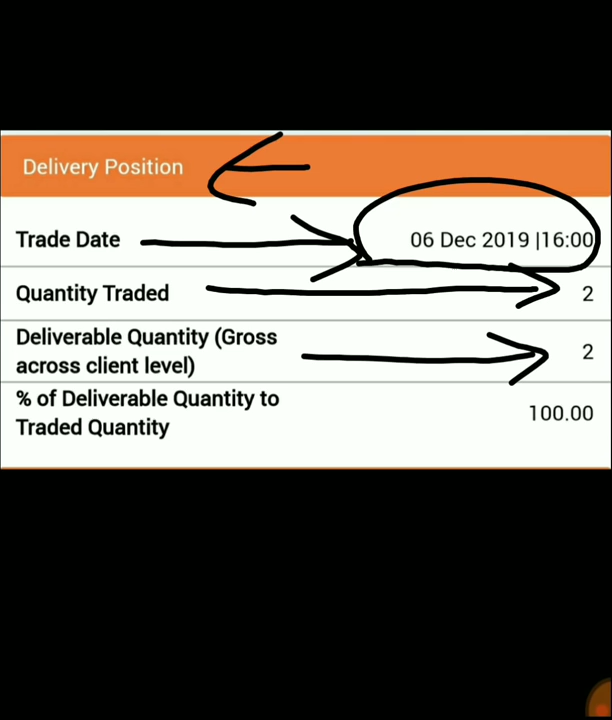 Delivery Position
Trade Date 06 Dec 2019 |16:00
Quantity Traded 2
Deliverable Quantity (Gross
across client level) 2
% of Deliverable Quantity to
Traded Quantity 100.00